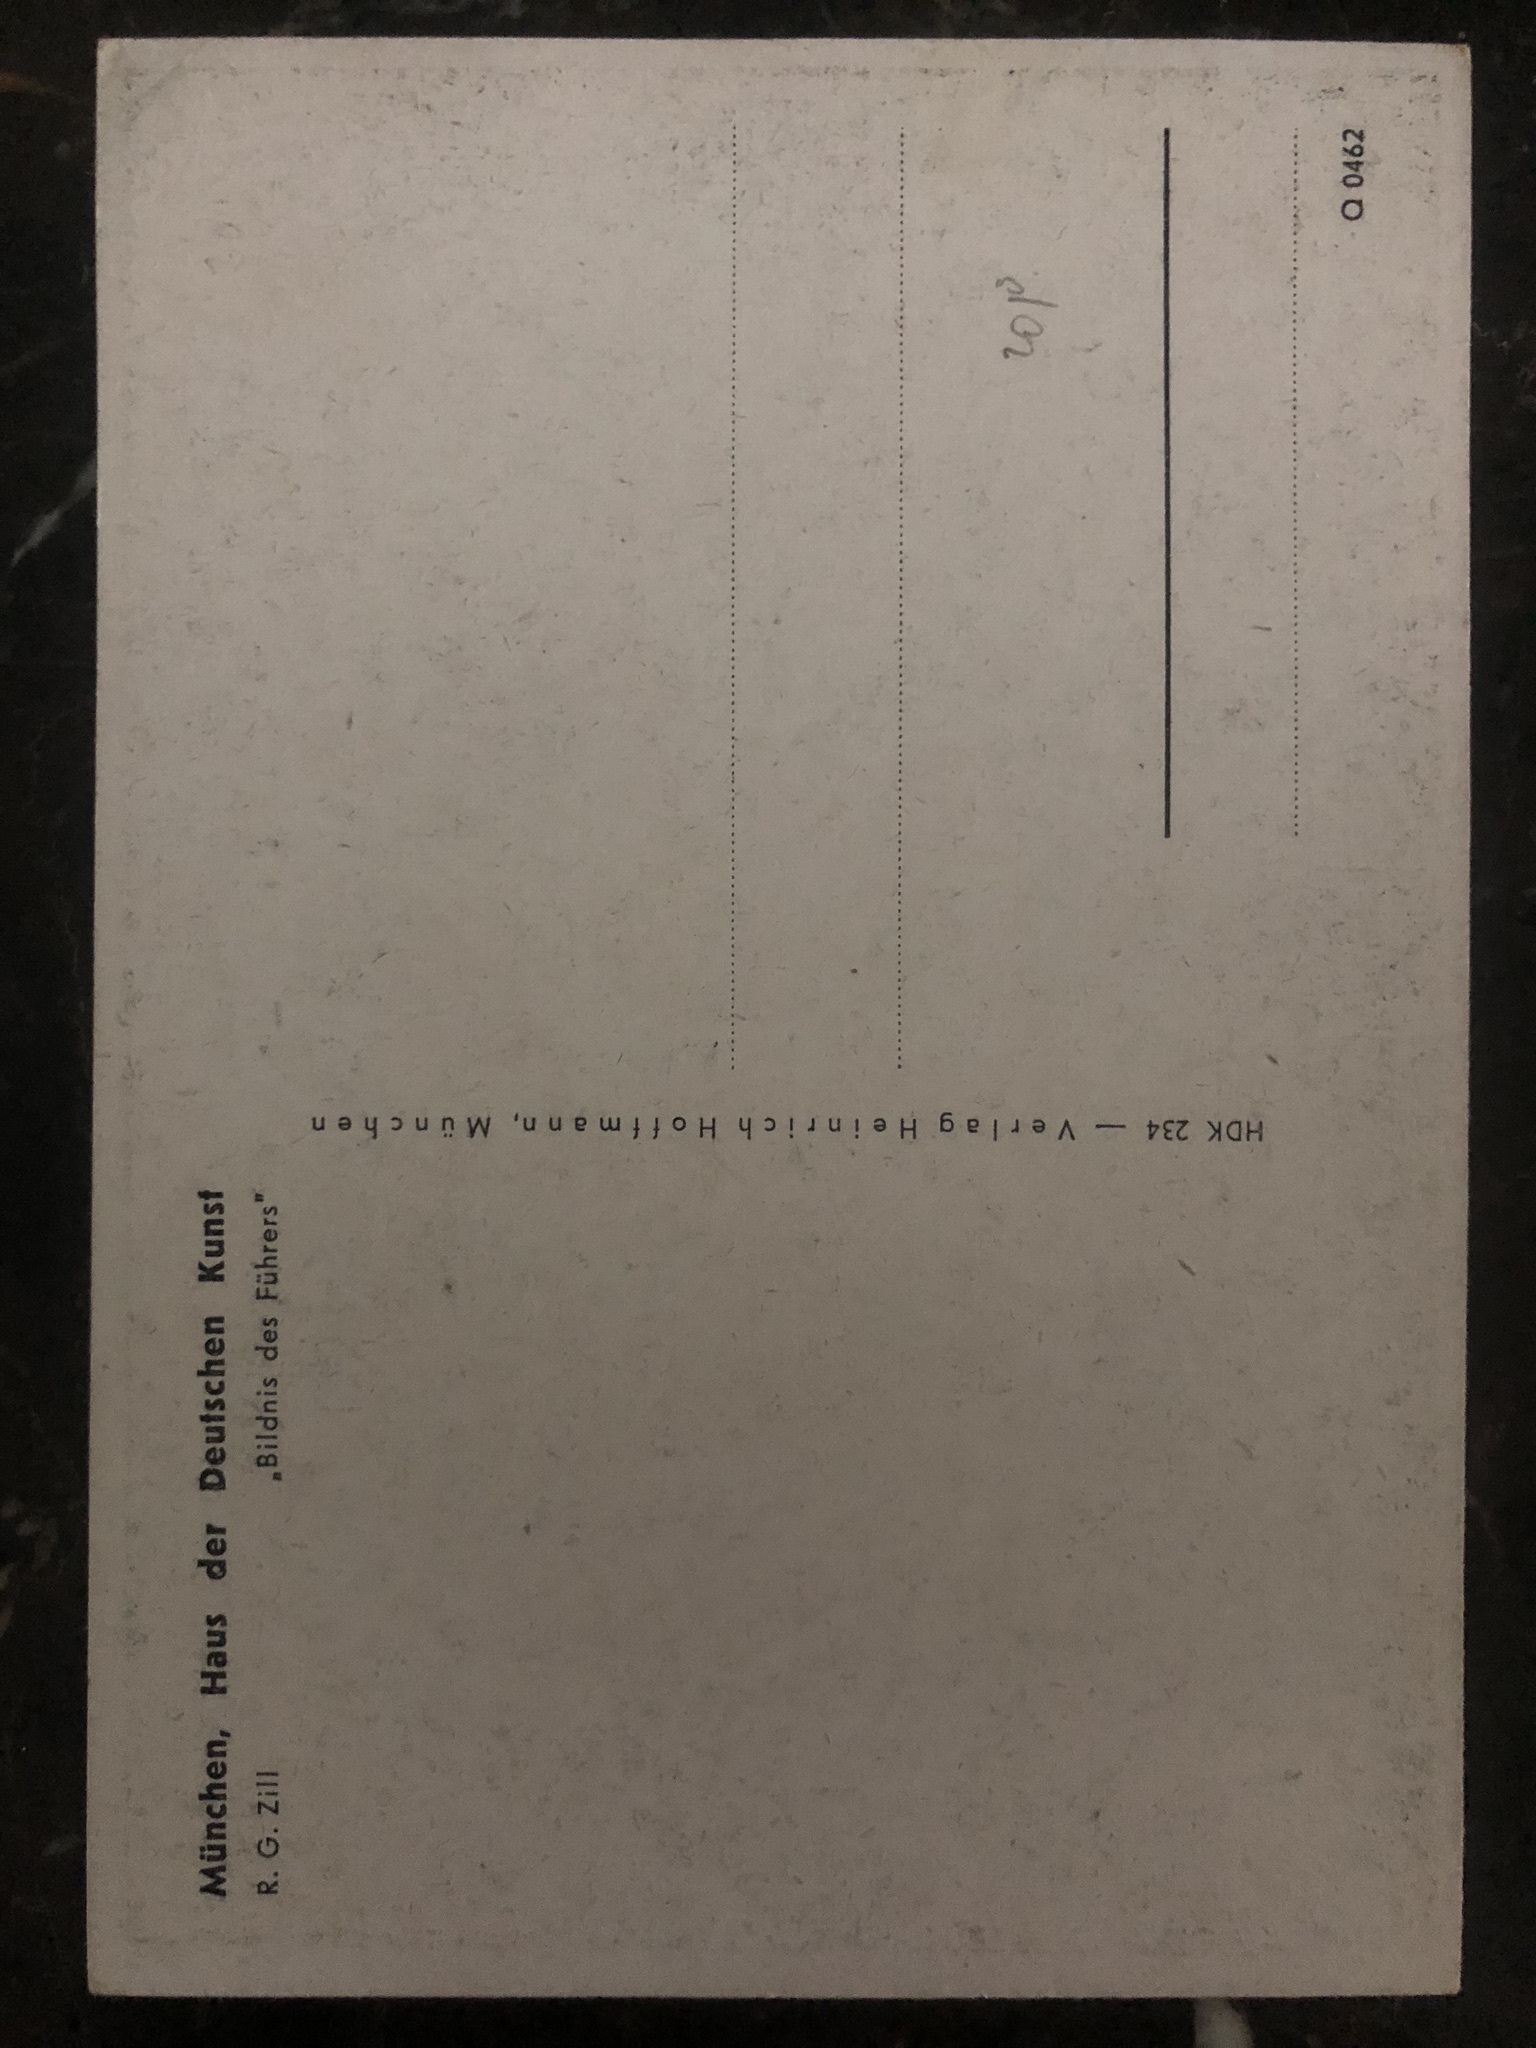 München, Haus der Deutschen Kunst
R. G. Zill „Bildnis des Führers"
HDK 234 — Verlag Heinrich Hoffmann, München
Q 0462